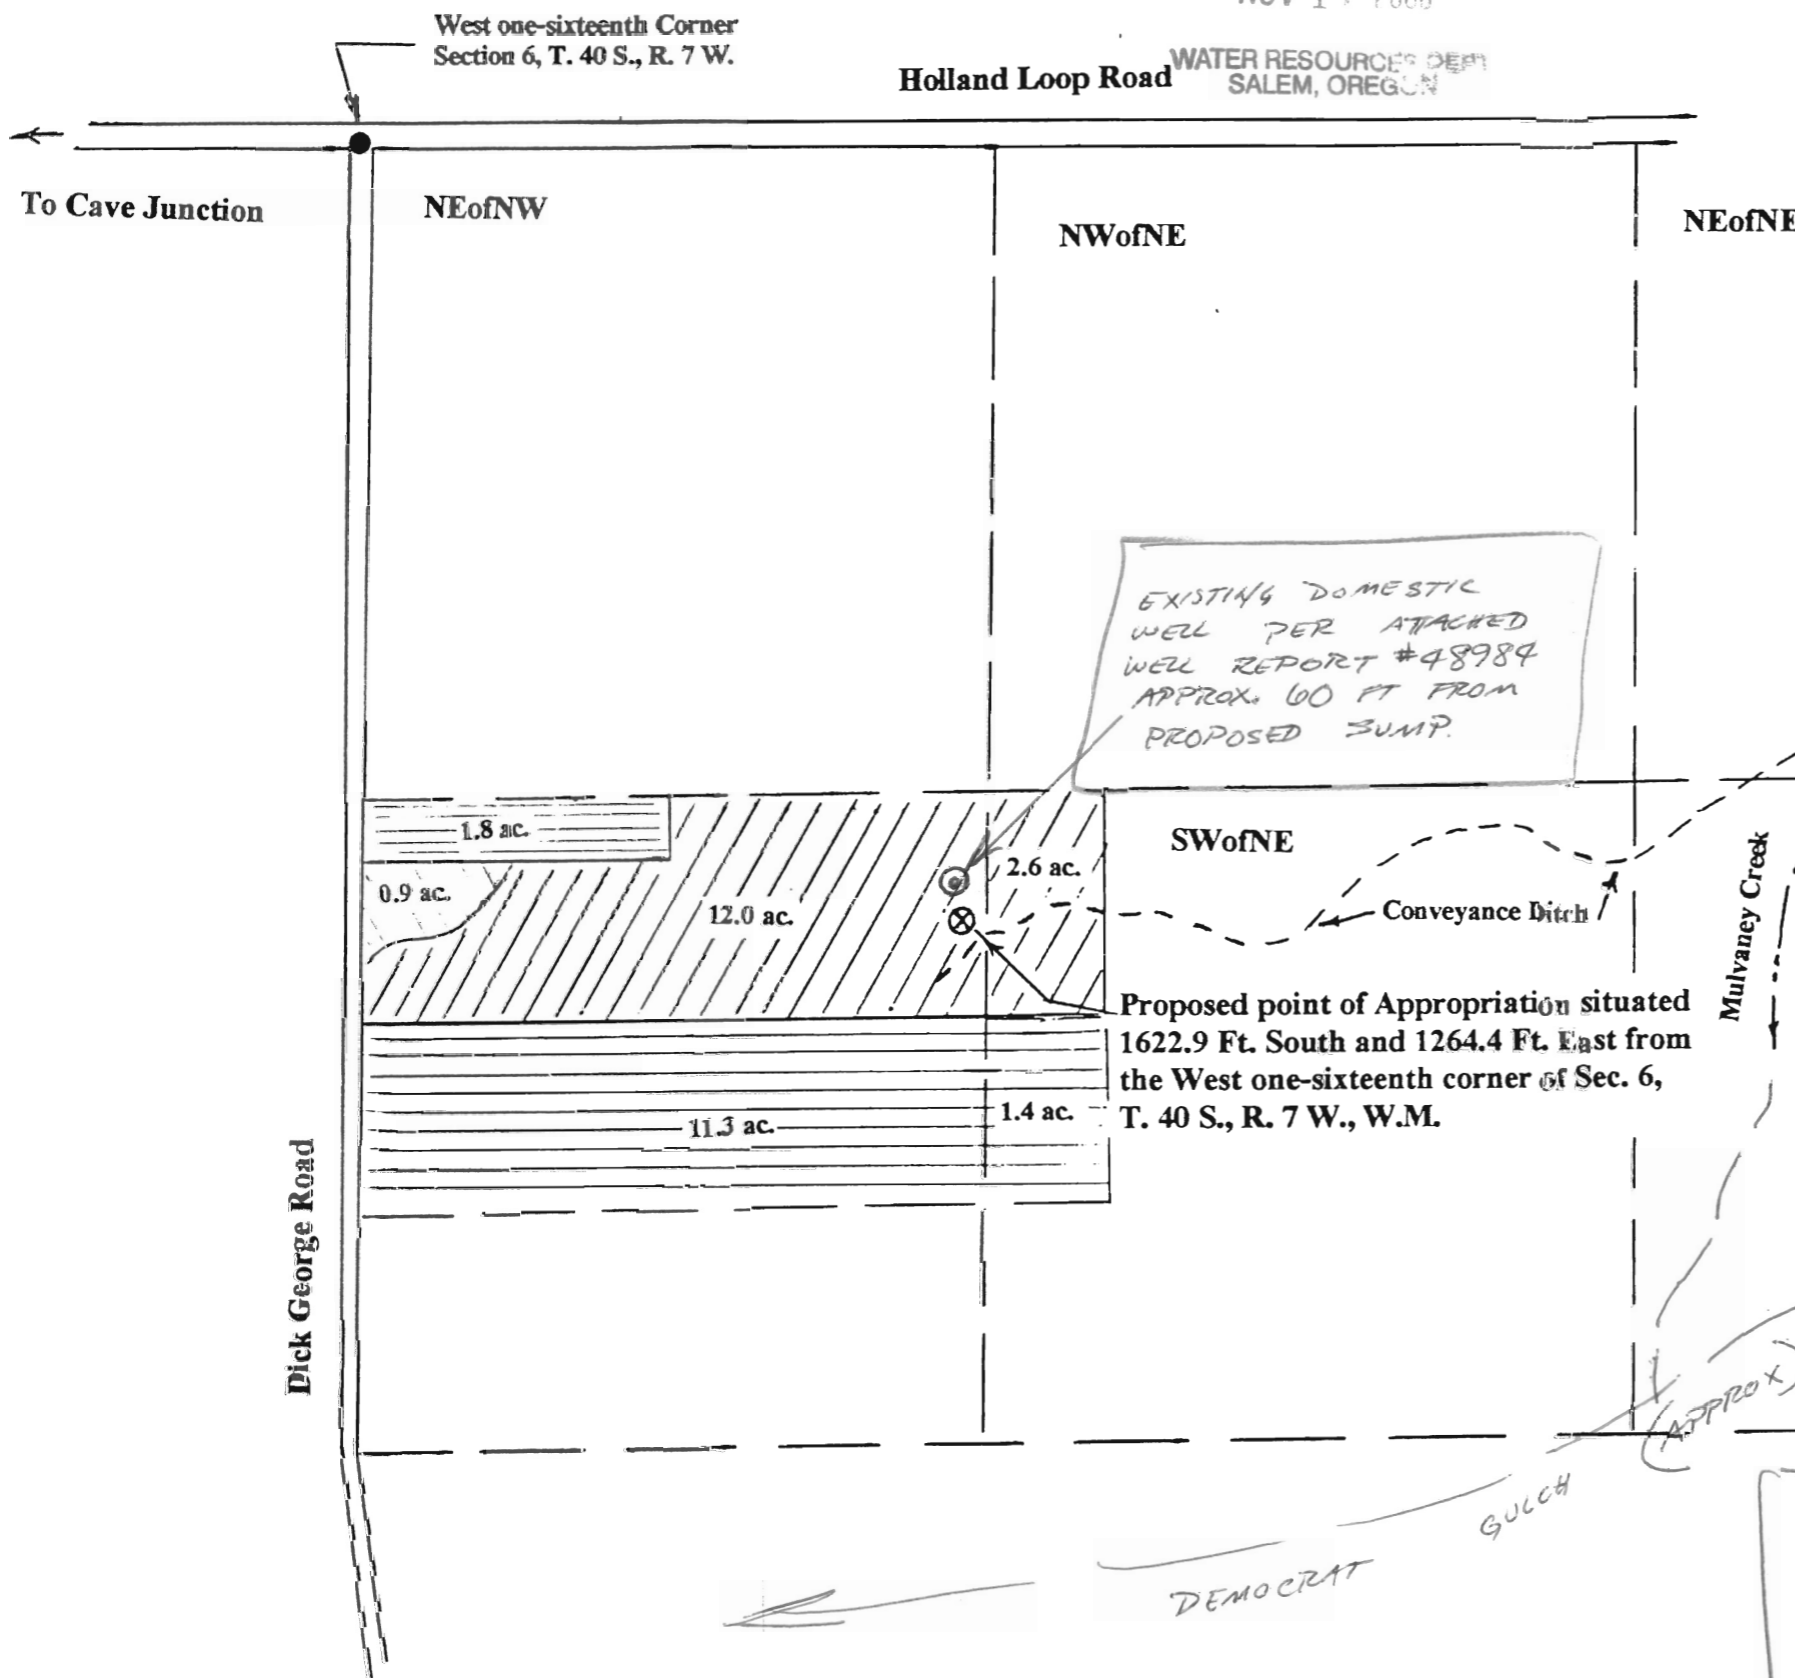 West one-sixteenth Corner
Section 6, T. 40 S., R. 7 W.
WATER RESOURCES DEPT
SALEM, OREGON
Holland Loop Road
To Cave Junction
NEofNW
NWofNE
NEofNE
EXISTING DOMESTIC
WELL PER ATTACHED
WELL REPORT #48984
APPROX. 60 FT FROM
PROPOSED SUMP.
1.8 ac.
SWofNE
2.6 ac.
0.9 ac.
12.0 ac.
Conveyance Ditch
Mulvaney Creek
Proposed point of Appropriation situated
1622.9 Ft. South and 1264.4 Ft. East from
the West one-sixteenth corner of Sec. 6,
T. 40 S., R. 7 W., W.M.
1.4 ac.
11.3 ac.
Dick George Road
(APPROX)
GULCH
DEMOCRAT